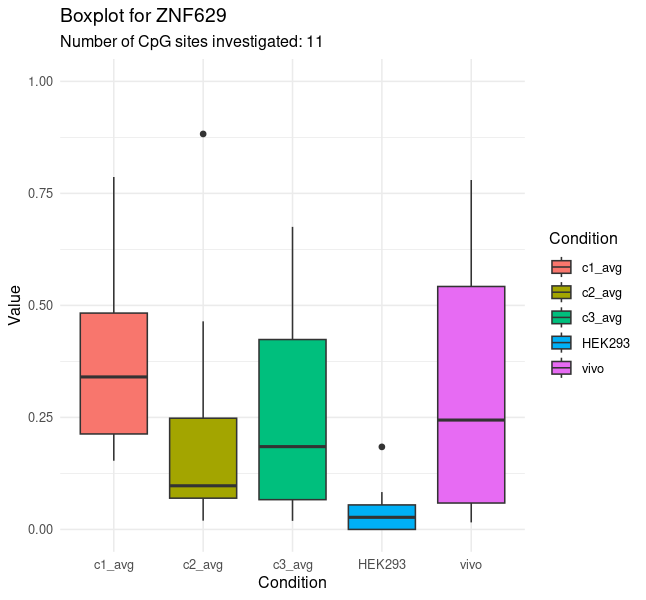 Boxplot for ZNF629
Number of CpG sites investigated: 11
1.00
0.75
0.50
0.25
0.00
Value
c1_avg c2_avg c3_avg HEK293 vivo
Condition
Condition
c1_avg
c2_avg
c3_avg
HEK293
vivo